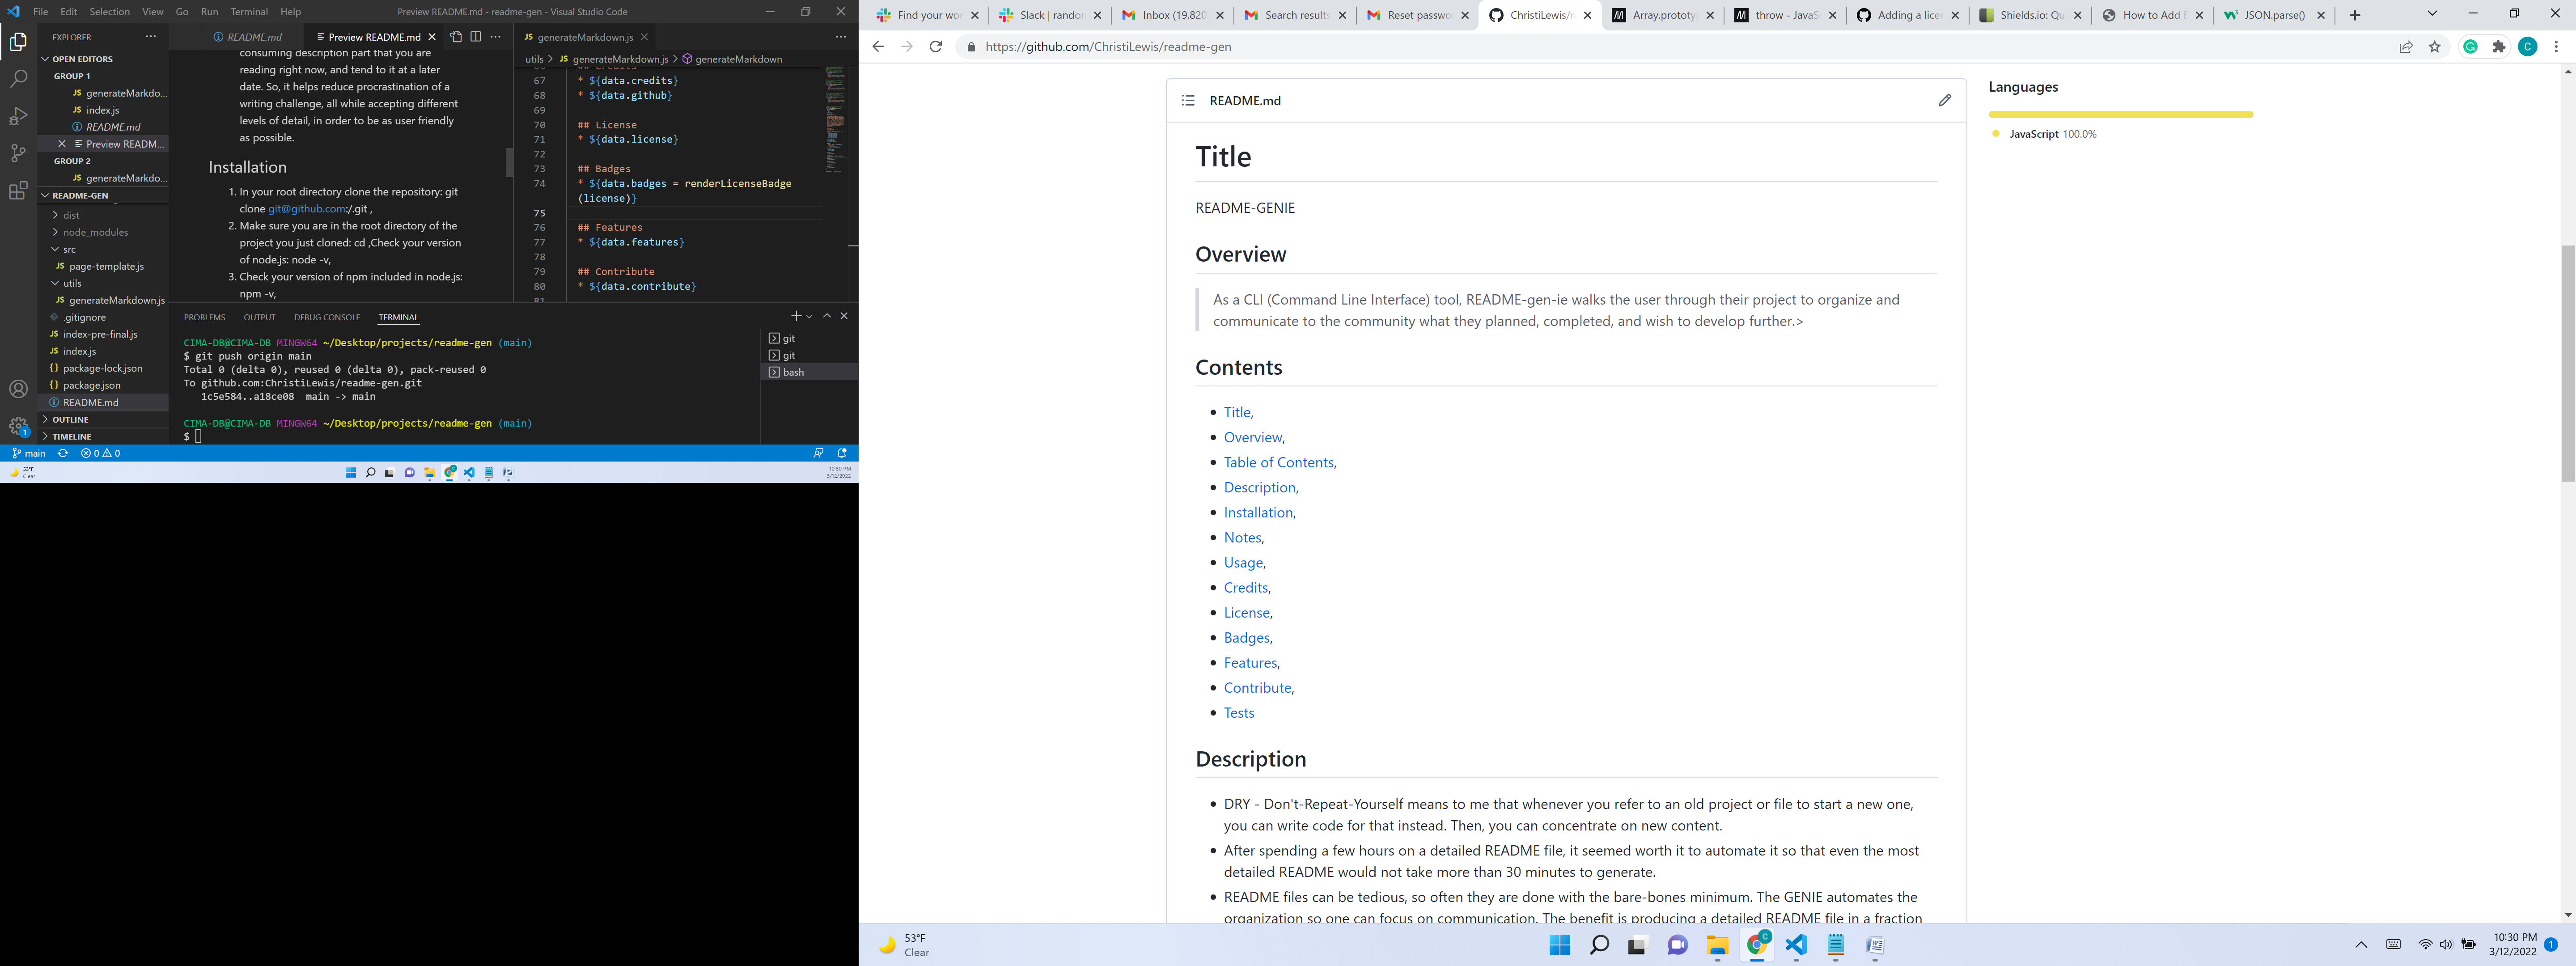 File Edit Selection View Go Run Terminal Help
Preview README.md - readme-gen - Visual Studio Code
EXPLORER
OPEN EDITORS
GROUP 1
JS generateMarkdo...
JS index.js
README.md
Preview READM...
GROUP 2
JS generateMarkdo...
README-GEN
dist
node_modules
src
JS page-template.js
utils
JS generateMarkdown.js
.gitignore
JS index-pre-final.js
JS index.js
{} package-lock.json
{} package.json
README.md
OUTLINE
TIMELINE
README.md
Preview README.md
consuming description part that you are
reading right now, and tend to it at a later
date. So, it helps reduce procrastination of a
writing challenge, all while accepting different
levels of detail, in order to be as user friendly
as possible.
Installation
1. In your root directory clone the repository: git
clone git@github.com:/.git ,
2. Make sure you are in the root directory of the
project you just cloned: cd ,Check your version
of node.js: node -v,
3. Check your version of npm included in node.js:
npm -v,
JS generateMarkdown.js
utils > JS generateMarkdown.js > generateMarkdown
66 ## Credits
67 * ${data.credits}
68 * ${data.github}
69
70 ## License
71 * ${data.license}
72
73 ## Badges
74 * ${data.badges = renderLicenseBadge
(license)}
75
76 ## Features
77 * ${data.features}
78
79 ## Contribute
80 * ${data.contribute}
81
PROBLEMS OUTPUT DEBUG CONSOLE TERMINAL
CIMA-DB@CIMA-DB MINGW64 ~/Desktop/projects/readme-gen (main)
$ git push origin main
Total 0 (delta 0), reused 0 (delta 0), pack-reused 0
To github.com:ChristiLewis/readme-gen.git
1c5e584..a18ce08 main -> main
CIMA-DB@CIMA-DB MINGW64 ~/Desktop/projects/readme-gen (main)
$
git
git
bash
1
main 0 0
53°F
Clear
10:30 PM
3/12/2022
Find your wor
Slack | randor
Inbox (19,820
Search results
Reset passwo
ChristiLewis/r
Array.prototy
throw - JavaS
Adding a licen
Shields.io: Qu
How to Add B
JSON.parse()
https://github.com/ChristiLewis/readme-gen
C
README.md
Title
README-GENIE
Overview
As a CLI (Command Line Interface) tool, README-gen-ie walks the user through their project to organize and
communicate to the community what they planned, completed, and wish to develop further.>
Contents
Title,
Overview,
Table of Contents,
Description,
Installation,
Notes,
Usage,
Credits,
License,
Badges,
Features,
Contribute,
Tests
Description
DRY - Don't-Repeat-Yourself means to me that whenever you refer to an old project or file to start a new one,
you can write code for that instead. Then, you can concentrate on new content.
After spending a few hours on a detailed README file, it seemed worth it to automate it so that even the most
detailed README would not take more than 30 minutes to generate.
README files can be tedious, so often they are done with the bare-bones minimum. The GENIE automates the
organization so one can focus on communication. The benefit is producing a detailed README file in a fraction
Languages
JavaScript 100.0%
53°F
Clear
C
10:30 PM
3/12/2022
1